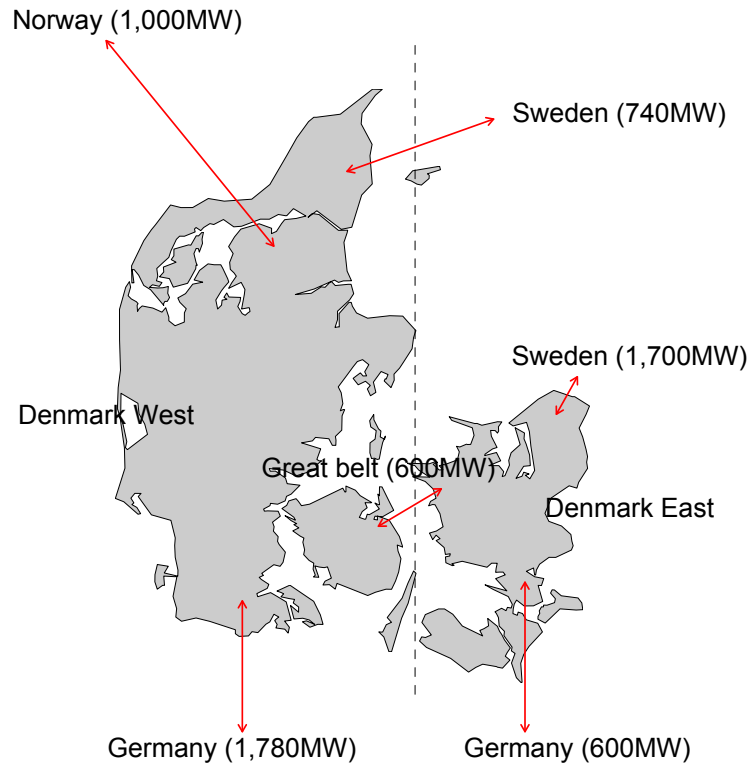 Norway (1,000MW)
Sweden (740MW)
Sweden (1,700MW)
Denmark West
Great belt (600MW)
Denmark East
Germany (1,780MW)
Germany (600MW)